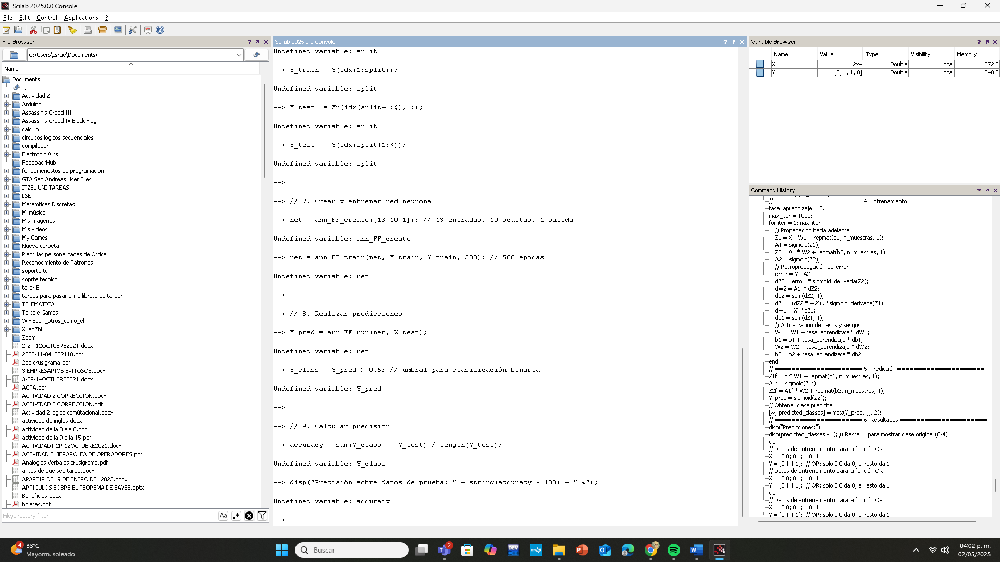 Scilab 2025.0.0 Console
File Edit Control Applications ?
File Browser
C:\Users\Israe\Documents\
Name
Documents
..
Actividad 2
Arduino
Assassin's Creed III
Assassin's Creed IV Black Flag
calculo
circuitos logicos secuenciales
compilador
Electronic Arts
FeedbackHub
fundamenostos de programacion
GTA San Andreas User Files
ITZEL UNI TAREAS
LSE
Matemticas Discretas
Mi música
Mis imágenes
Mis vídeos
My Games
Nueva carpeta
Plantillas personalizadas de Office
Reconocimiento de Patrones
soporte tc
soprte tecnico
taller E
tareas para pasar en la libreta de tallaer
TELEMATICA
Telltale Games
WiFiScan_otros_como_el
XuanZhi
Zoom
2-2P-12OCTUBRE2021.docx
2022-11-04_232118.pdf
2do crusigrama.pdf
3 EMPRESARIOS EXITOSOS.docx
3-2P-14OCTUBRE2021.docx
ACTA.pdf
ACTIVIDAD 2 CORRECCION.docx
ACTIVIDAD 2 CORRECCION.pdf
Actividad 2 logica comútacional.docx
actividad de ingles.docx
actividad de la 3 ala 8.pdf
actividad de la 9 a la 15.pdf
ACTIVIDAD1-2P-12OCTUBRE2021.docx
ACTVIDAD 3  JERARQUIA DE OPERADORES.pdf
Analogias Verbales crusigrama.pdf
antes de que sea tarde.docx
APARTIR DEL 9 DE ENERO DEL 2023.docx
ARTICULOS SOBRE EL TEOREMA DE BAYES.pptx
Beneficios.docx
boletas.pdf
File/directory filter
Aa
.*
Scilab 2025.0.0 Console
Undefined variable: split
--> Y_train = Y(idx(1:split));
Undefined variable: split
--> X_test  = Xn(idx(split+1:$), :);
Undefined variable: split
--> Y_test  = Y(idx(split+1:$));
Undefined variable: split
-->
--> // 7. Crear y entrenar red neuronal
--> net = ann_FF_create([13 10 1]); // 13 entradas, 10 ocultas, 1 salida
Undefined variable: ann_FF_create
--> net = ann_FF_train(net, X_train, Y_train, 500); // 500 épocas
Undefined variable: net
-->
--> // 8. Realizar predicciones
--> Y_pred = ann_FF_run(net, X_test);
Undefined variable: net
--> Y_class = Y_pred > 0.5; // umbral para clasificación binaria
Undefined variable: Y_pred
-->
--> // 9. Calcular precisión
--> accuracy = sum(Y_class == Y_test) / length(Y_test);
Undefined variable: Y_class
--> disp("Precisión sobre datos de prueba: " + string(accuracy * 100) + " %");
Undefined variable: accuracy
-->
Variable Browser
Name Value Type Visibility Memory
X 2x4 Double local 272 B
Y [0, 1, 1, 0] Double local 240 B
Command History
// ===================== 4. Entrenamiento ====================
tasa_aprendizaje = 0.1;
max_iter = 1000;
for iter = 1:max_iter
// Propagación hacia adelante
Z1 = X * W1 + repmat(b1, n_muestras, 1);
A1 = sigmoid(Z1);
Z2 = A1 * W2 + repmat(b2, n_muestras, 1);
A2 = sigmoid(Z2);
// Retropropagación del error
error = Y - A2;
dZ2 = error .* sigmoid_derivada(Z2);
dW2 = A1' * dZ2;
db2 = sum(dZ2, 1);
dZ1 = (dZ2 * W2') .* sigmoid_derivada(Z1);
dW1 = X' * dZ1;
db1 = sum(dZ1, 1);
// Actualización de pesos y sesgos
W1 = W1 + tasa_aprendizaje * dW1;
b1 = b1 + tasa_aprendizaje * db1;
W2 = W2 + tasa_aprendizaje * dW2;
b2 = b2 + tasa_aprendizaje * db2;
end
// ===================== 5. Predicción =====================
Z1f = X * W1 + repmat(b1, n_muestras, 1);
A1f = sigmoid(Z1f);
Z2f = A1f * W2 + repmat(b2, n_muestras, 1);
Y_pred = sigmoid(Z2f);
// Obtener clase predicha
[~, predicted_classes] = max(Y_pred, [], 2);
// ===================== 6. Resultados =====================
disp("Predicciones:");
disp(predicted_classes - 1); // Restar 1 para mostrar clase original (0-4)
clc
// Datos de entrenamiento para la función OR
X = [0 0; 0 1; 1 0; 1 1]';
Y = [0 1 1 1];  // OR: solo 0 0 da 0, el resto da 1
// Datos de entrenamiento para la función OR
X = [0 0; 0 1; 1 0; 1 1]';
Y = [0 1 1 1];  // OR: solo 0 0 da 0, el resto da 1
clc
// Datos de entrenamiento para la función OR
X = [0 0; 0 1; 1 0; 1 1]';
Y = [0 1 1 1];  // OR: solo 0 0 da 0, el resto da 1
4
33°C
Mayorm. soleado
Buscar
2
DEV
myhp
04:02 p. m.
02/05/2025